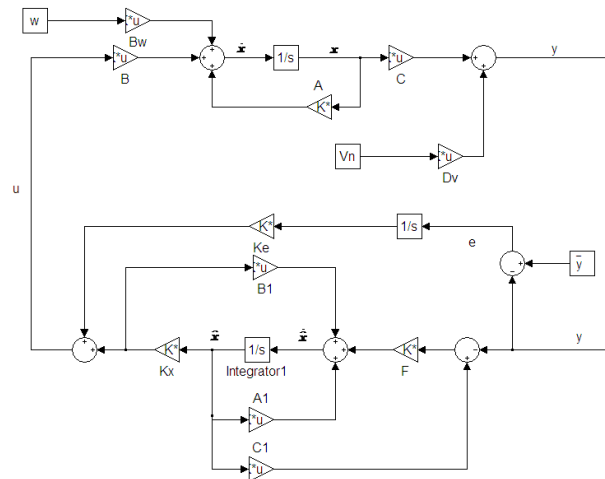 w
*u
Bw
*u
B
+
+
+
ẋ
1/s
x
*u
C
+
+
y
A
K*
Vn
*u
Dv
u
K*
Ke
1/s
e
+
-
ȳ
*u
B1
+
+
K*
Kx
x̂
1/s
Integrator1
x̂̇
+
+
+
K*
F
-
+
y
*u
A1
*u
C1